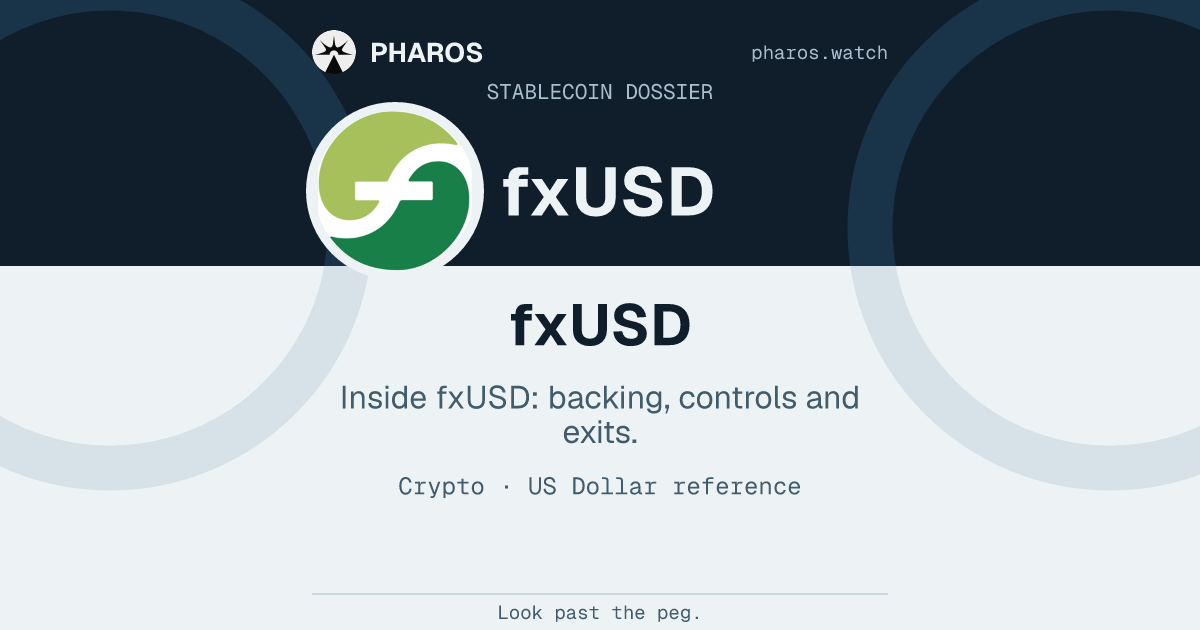 PHAROS
pharos.watch
STABLECOIN DOSSIER
fxUSD
fxUSD
Inside fxUSD: backing, controls and
exits.
Crypto · US Dollar reference
Look past the peg.